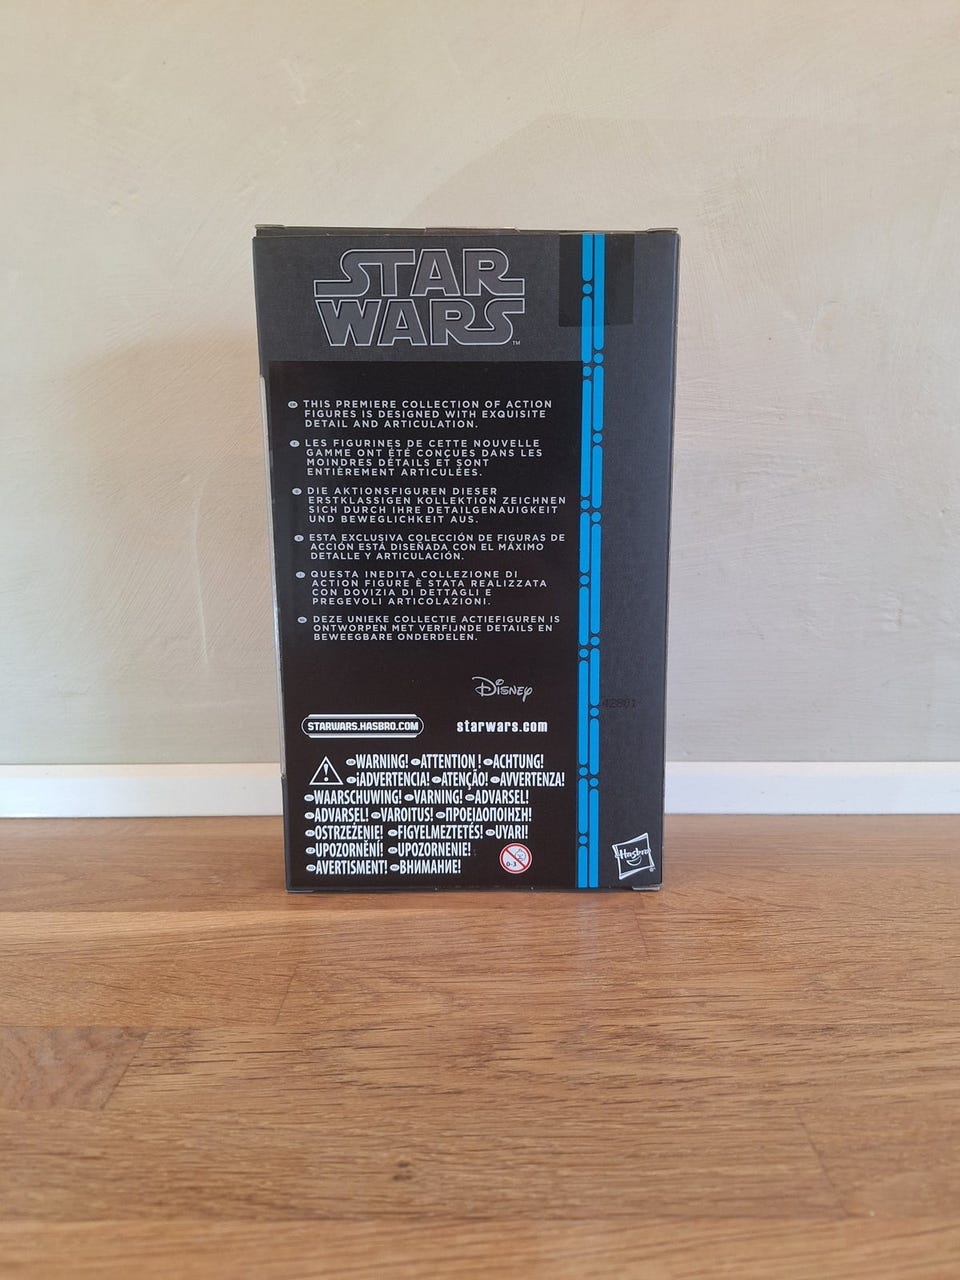 STAR
WARS™
THIS PREMIERE COLLECTION OF ACTION
FIGURES IS DESIGNED WITH EXQUISITE
DETAIL AND ARTICULATION.
LES FIGURINES DE CETTE NOUVELLE
GAMME ONT ÉTÉ CONÇUES DANS LES
MOINDRES DÉTAILS ET SONT
ENTIÈREMENT ARTICULÉES.
DIE AKTIONSFIGUREN DIESER
ERSTKLASSIGEN KOLLEKTION ZEICHNEN
SICH DURCH IHRE DETAILGENAUIGKEIT
UND BEWEGLICHKEIT AUS.
ESTA EXCLUSIVA COLECCIÓN DE FIGURAS DE
ACCIÓN ESTÁ DISEÑADA CON EL MÁXIMO
DETALLE Y ARTICULACIÓN.
QUESTA INEDITA COLLEZIONE DI
ACTION FIGURE È STATA REALIZZATA
CON DOVIZIA DI DETTAGLI E
PREGEVOLI ARTICOLAZIONI.
DEZE UNIEKE COLLECTIE ACTIEFIGUREN IS
ONTWORPEN MET VERFIJNDE DETAILS EN
BEWEEGBARE ONDERDELEN.
Disney
42801
STARWARS.HASBRO.COM starwars.com
WARNING! ATTENTION! ACHTUNG!
¡ADVERTENCIA! ATENÇÃO! AVVERTENZA!
WAARSCHUWING! VARNING! ADVARSEL!
ADVARSEL! VAROITUS! ΠΡΟΕΙΔΟΠΟΙΗΣΗ!
OSTRZEŻENIE! FIGYELMEZTETÉS! UYARI!
UPOZORNĚNÍ! UPOZORNENIE!
AVERTISMENT! ВНИМАНИЕ!
0-3
Hasbro®